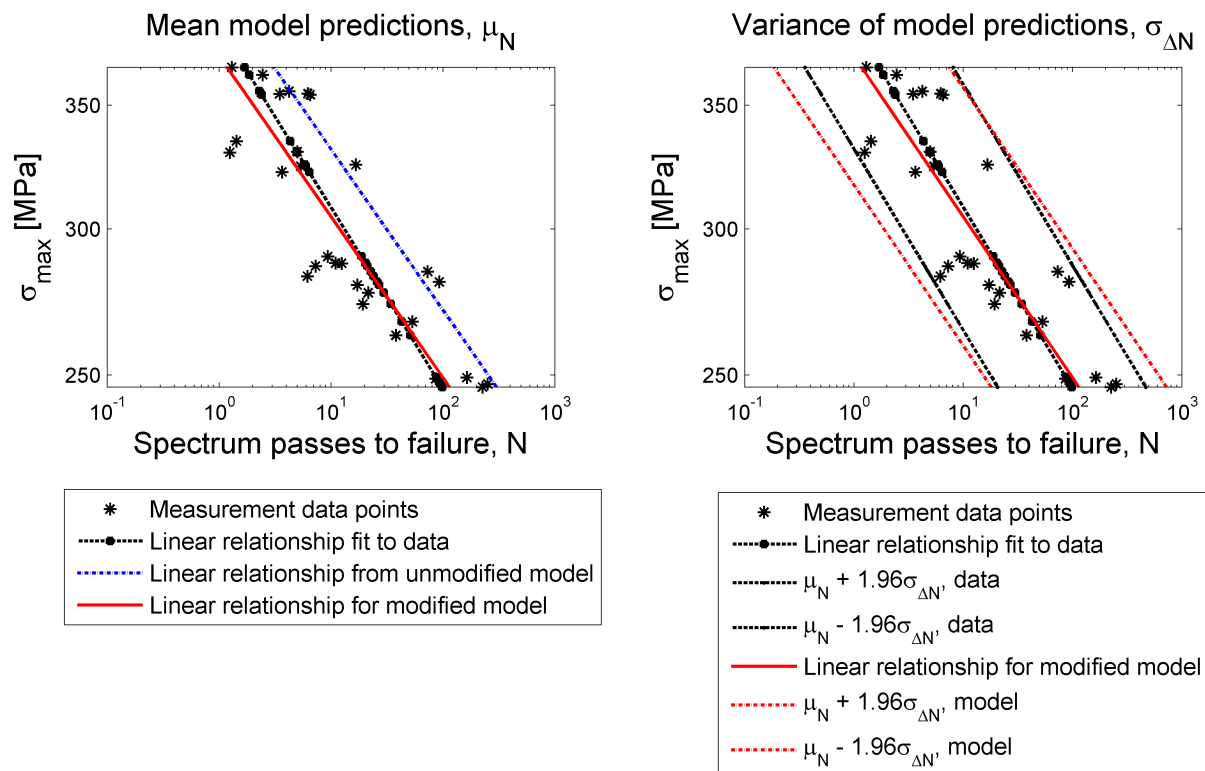 Mean model predictions, μN
350
300
250
σmax [MPa]
10-1 100 101 102 103
Spectrum passes to failure, N
Measurement data points
Linear relationship fit to data
Linear relationship from unmodified model
Linear relationship for modified model
Variance of model predictions, σΔN
350
300
250
σmax [MPa]
10-1 100 101 102 103
Spectrum passes to failure, N
Measurement data points
Linear relationship fit to data
μN + 1.96σΔN, data
μN - 1.96σΔN, data
Linear relationship for modified model
μN + 1.96σΔN, model
μN - 1.96σΔN, model